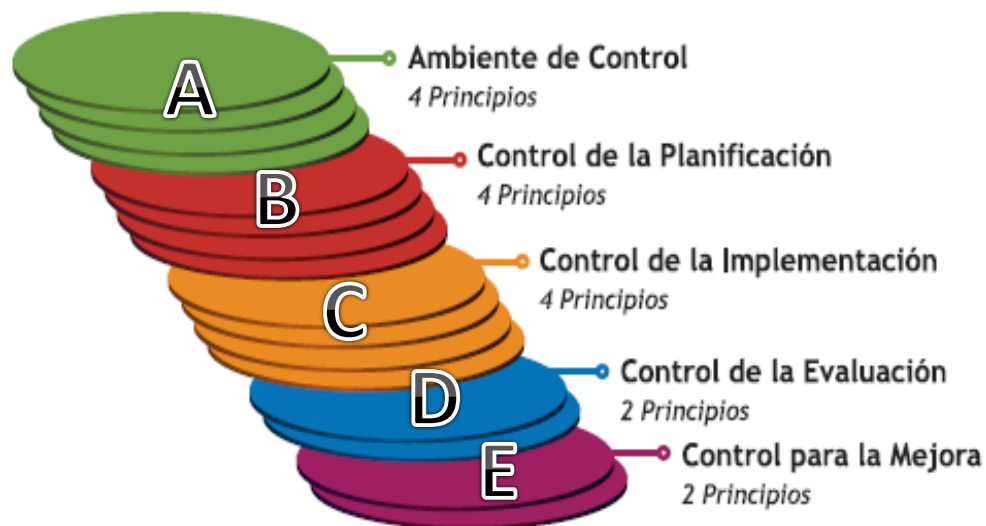 A
Ambiente de Control
4 Principios
B
Control de la Planificación
4 Principios
C
Control de la Implementación
4 Principios
D
Control de la Evaluación
2 Principios
E
Control para la Mejora
2 Principios